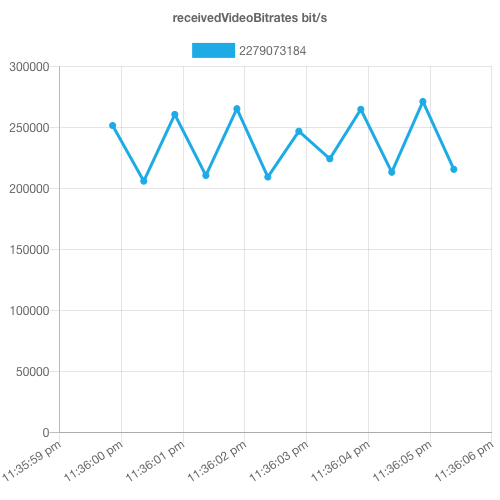 receivedVideoBitrates bit/s
2279073184
300000
250000
200000
150000
100000
50000
0
11:35:59 pm
11:36:00 pm
11:36:01 pm
11:36:02 pm
11:36:03 pm
11:36:04 pm
11:36:05 pm
11:36:06 pm